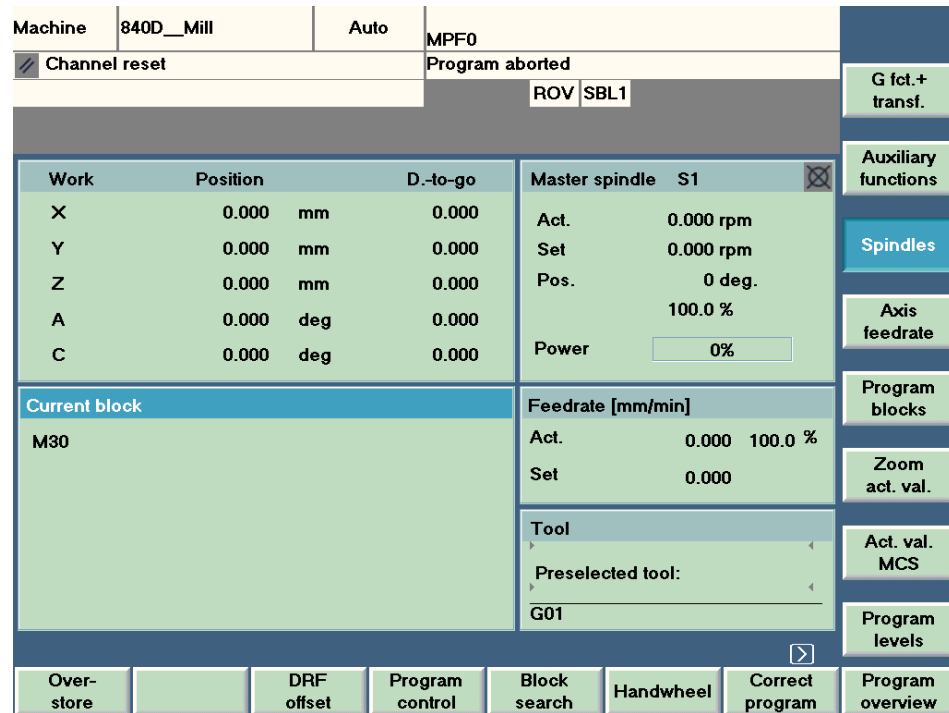 Machine 840D__Mill Auto MPF0
Channel reset Program aborted
ROV SBL1
Work Position D.-to-go
X 0.000 mm 0.000
Y 0.000 mm 0.000
Z 0.000 mm 0.000
A 0.000 deg 0.000
C 0.000 deg 0.000
Master spindle S1
Act. 0.000 rpm
Set 0.000 rpm
Pos. 0 deg.
100.0 %
Power 0%
Current block
M30
Feedrate [mm/min]
Act. 0.000 100.0 %
Set 0.000
Tool
Preselected tool:
G01
G fct.+
transf.
Auxiliary
functions
Spindles
Axis
feedrate
Program
blocks
Zoom
act. val.
Act. val.
MCS
Program
levels
Over-
store
DRF
offset
Program
control
Block
search
Handwheel
Correct
program
Program
overview